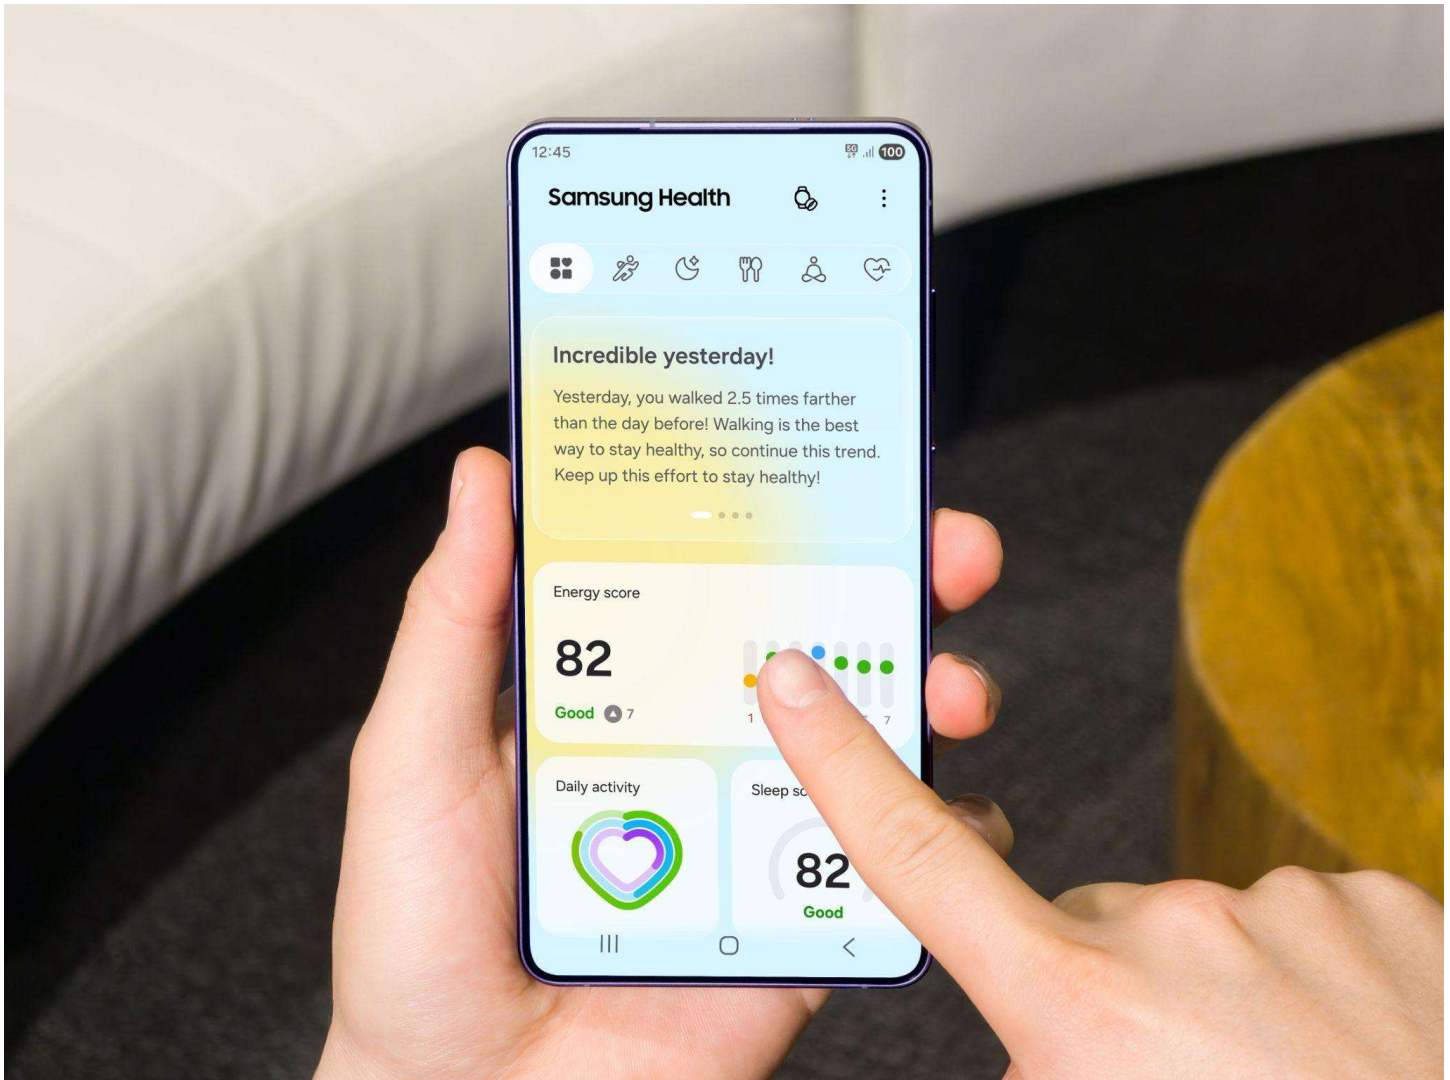 12:45
5G
100
Samsung Health
Incredible yesterday!
Yesterday, you walked 2.5 times farther
than the day before! Walking is the best
way to stay healthy, so continue this trend.
Keep up this effort to stay healthy!
Energy score
82
Good 7
1 7
Daily activity
Sleep
82
Good